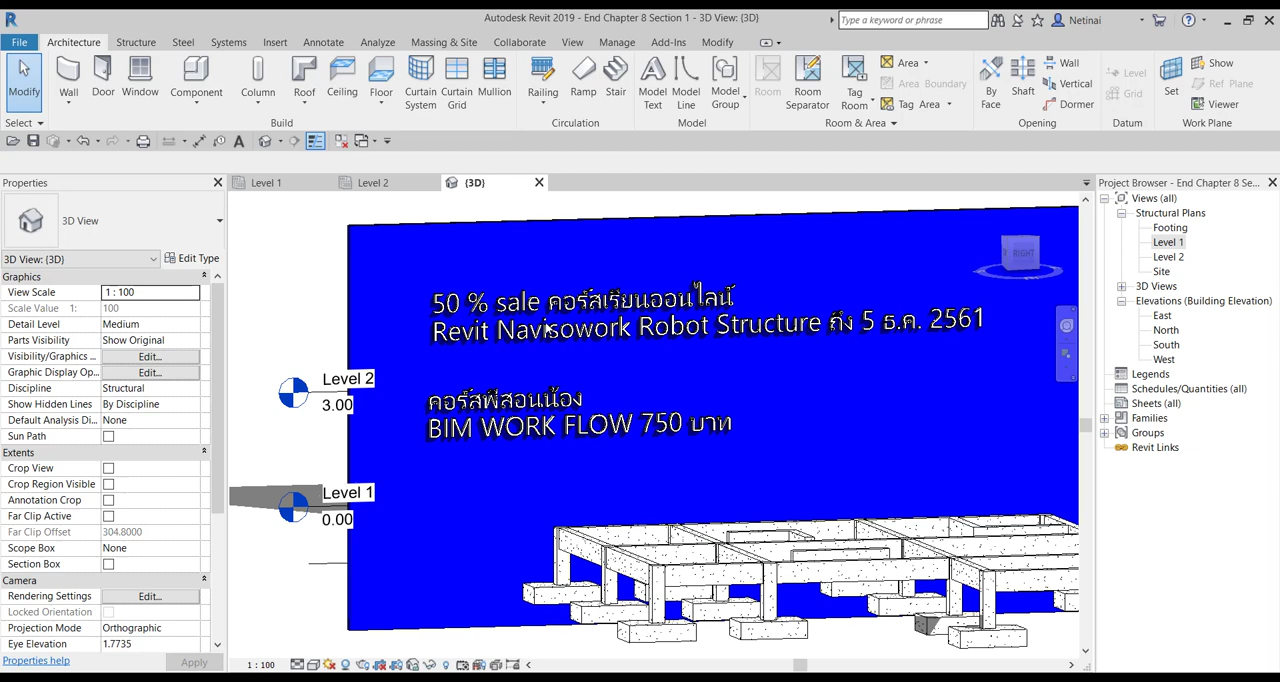 Autodesk Revit 2019 - End Chapter 8 Section 1 - 3D View: {3D}
Type a keyword or phrase
Netinai
File Architecture Structure Steel Systems Insert Annotate Analyze Massing & Site Collaborate View Manage Add-Ins Modify
Modify Wall Door Window Component Column Roof Ceiling Floor Curtain System Curtain Grid Mullion Railing Ramp Stair Model Text Model Line Model Group Room Room Separator Tag Room Area Area Boundary Tag Area By Face Shaft Wall Vertical Dormer Level Grid Set Show Ref Plane Viewer
Select Build Circulation Model Room & Area Opening Datum Work Plane
Properties
3D View
3D View: {3D} Edit Type
Graphics
View Scale 1 : 100
Scale Value 1: 100
Detail Level Medium
Parts Visibility Show Original
Visibility/Graphics ... Edit...
Graphic Display Op... Edit...
Discipline Structural
Show Hidden Lines By Discipline
Default Analysis Di... None
Sun Path
Extents
Crop View
Crop Region Visible
Annotation Crop
Far Clip Active
Far Clip Offset 304.8000
Scope Box None
Section Box
Camera
Rendering Settings Edit...
Locked Orientation
Projection Mode Orthographic
Eye Elevation 1.7735
Properties help Apply
Level 1 Level 2 {3D}
RIGHT
50 % sale คอร์สเรียนออนไลน์
Revit Navisowork Robot Structure ถึง 5 ธ.ค. 2561
คอร์สพี่สอนน้อง
BIM WORK FLOW 750 บาท
Level 2
3.00
Level 1
0.00
1 : 100
Project Browser - End Chapter 8 Se...
Views (all)
Structural Plans
Footing
Level 1
Level 2
Site
3D Views
Elevations (Building Elevation)
East
North
South
West
Legends
Schedules/Quantities (all)
Sheets (all)
Families
Groups
Revit Links